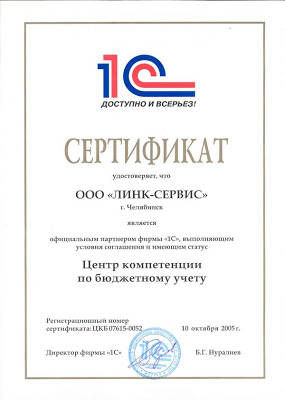 1С
ДОСТУПНО И ВСЕРЬЕЗ!
СЕРТИФИКАТ
удостоверяет, что
ООО «ЛИНК-СЕРВИС»
г. Челябинск
является
официальным партнером фирмы «1С», выполняющим
условия соглашения и имеющим статус
Центр компетенции
по бюджетному учету
Регистрационный номер
сертификата: ЦКБ 07615-0052 10 октября 2005 г.
Директор фирмы «1С» Б.Г. Нуралиев